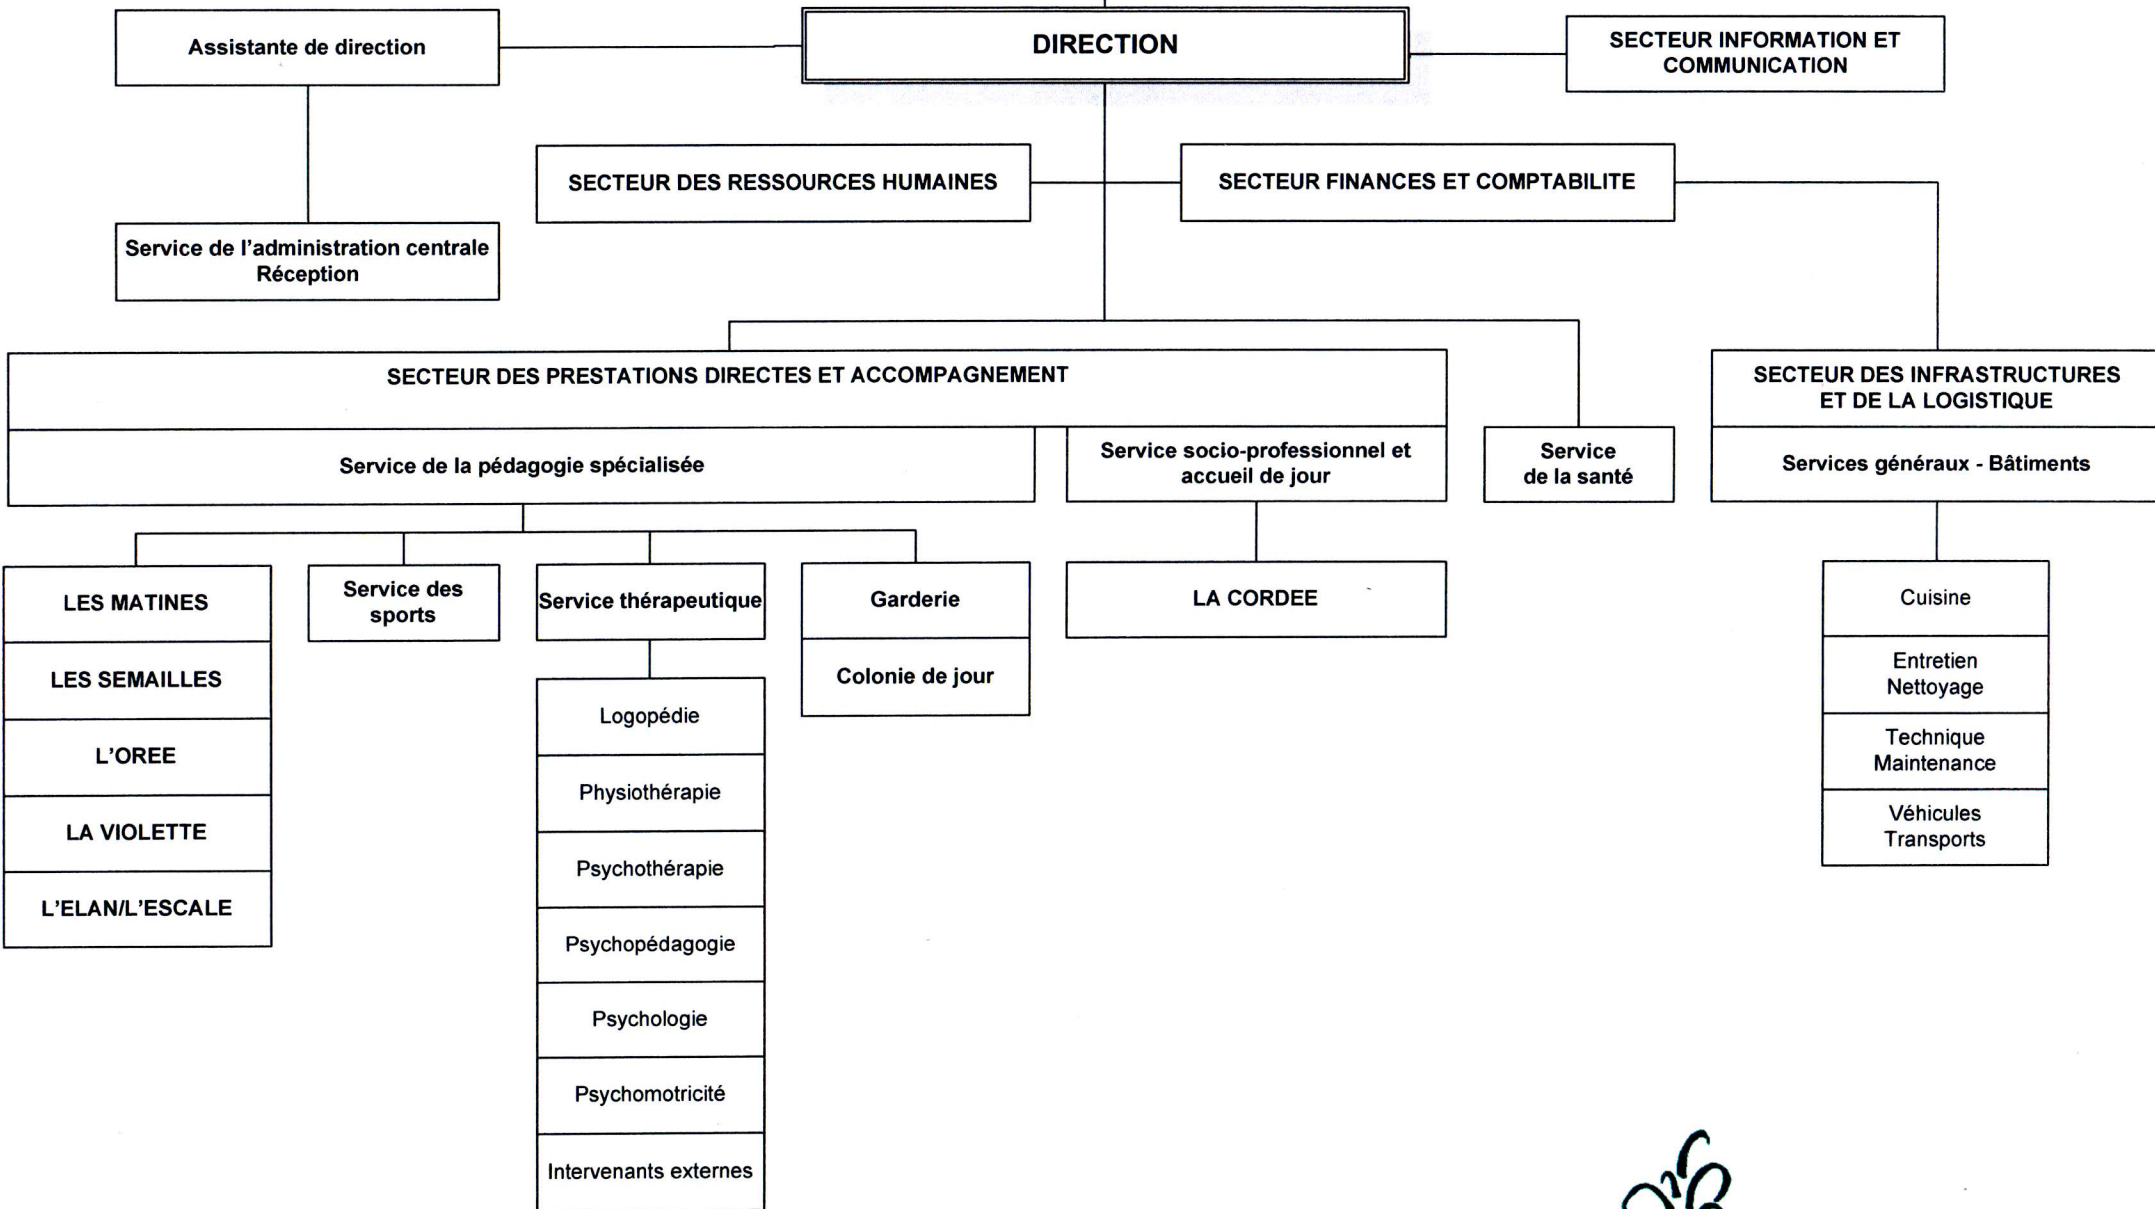 Assistante de direction
DIRECTION
SECTEUR INFORMATION ET
COMMUNICATION
SECTEUR DES RESSOURCES HUMAINES
SECTEUR FINANCES ET COMPTABILITE
Service de l'administration centrale
Réception
SECTEUR DES PRESTATIONS DIRECTES ET ACCOMPAGNEMENT
SECTEUR DES INFRASTRUCTURES
ET DE LA LOGISTIQUE
Service de la pédagogie spécialisée
Service socio-professionnel et
accueil de jour
Service
de la santé
Services généraux - Bâtiments
LES MATINES
LES SEMAILLES
L'OREE
LA VIOLETTE
L'ELAN/L'ESCALE
Service des
sports
Service thérapeutique
Logopédie
Physiothérapie
Psychothérapie
Psychopédagogie
Psychologie
Psychomotricité
Intervenants externes
Garderie
Colonie de jour
LA CORDEE
Cuisine
Entretien
Nettoyage
Technique
Maintenance
Véhicules
Transports